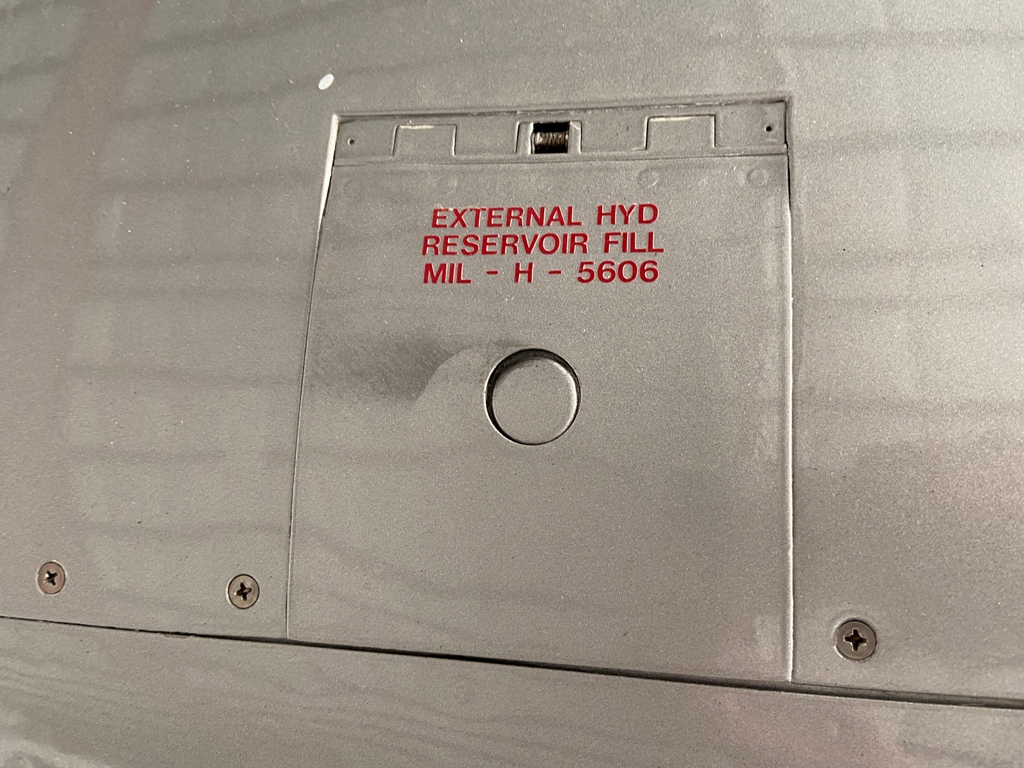 EXTERNAL HYD
RESERVOIR FILL
MIL - H - 5606